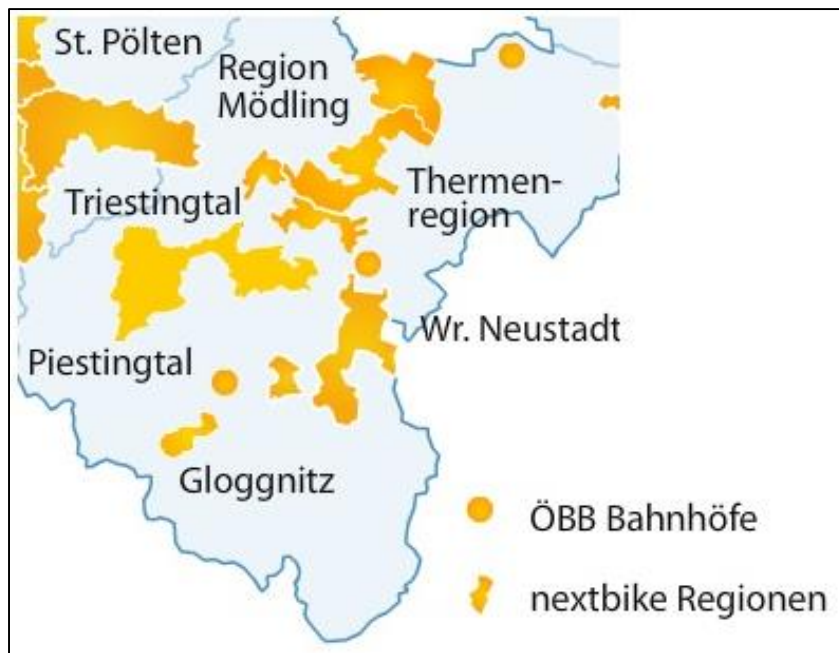 St. Pölten
Region
Mödling
Triestingtal
Thermen-
region
Wr. Neustadt
Piestingtal
Gloggnitz
ÖBB Bahnhöfe
nextbike Regionen